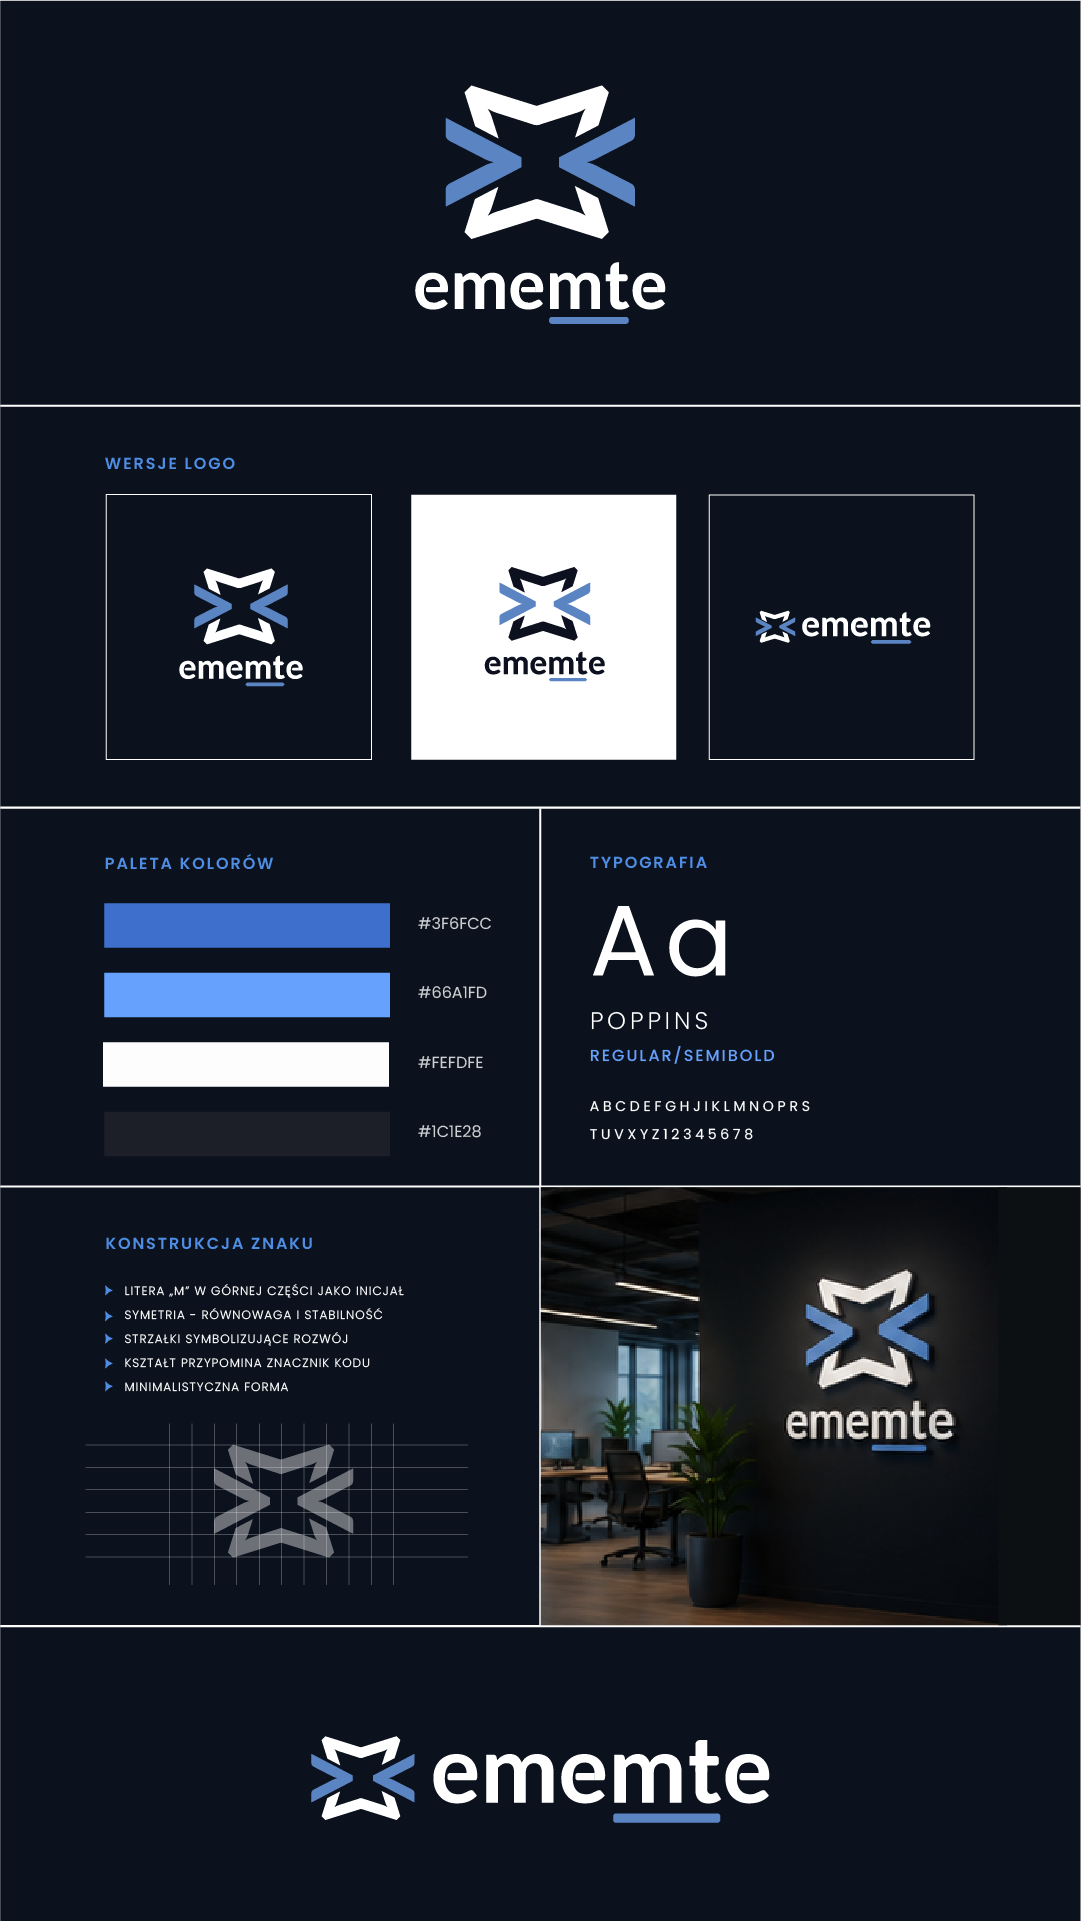 ememte
WERSJE LOGO
ememte
ememte
ememte
PALETA KOLORÓW
#3F6FCC
#66A1FD
#FEFDFE
#1C1E28
TYPOGRAFIA
Aa
POPPINS
REGULAR/SEMIBOLD
ABCDEFGHJIKLMNOPRS
TUVXYZ12345678
KONSTRUKCJA ZNAKU
LITERA „M” W GÓRNEJ CZĘŚCI JAKO INICJAŁ
SYMETRIA - RÓWNOWAGA I STABILNOŚĆ
STRZAŁKI SYMBOLIZUJĄCE ROZWÓJ
KSZTAŁT PRZYPOMINA ZNACZNIK KODU
MINIMALISTYCZNA FORMA
ememte
ememte